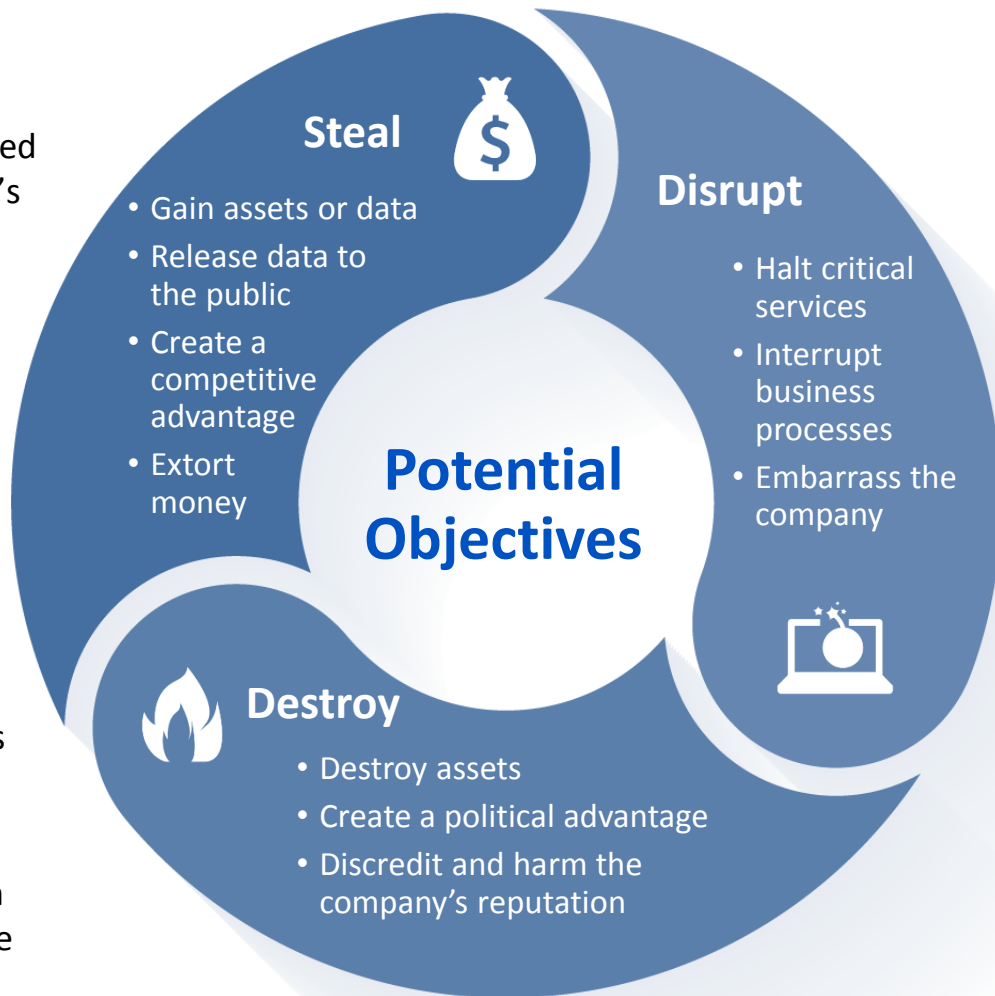 ed
's
s
n
e
Steal
$
• Gain assets or data
• Release data to
the public
• Create a
competitive
advantage
• Extort
money
Disrupt
• Halt critical
services
• Interrupt
business
processes
• Embarrass the
company
Potential
Objectives
Destroy
• Destroy assets
• Create a political advantage
• Discredit and harm the
company's reputation